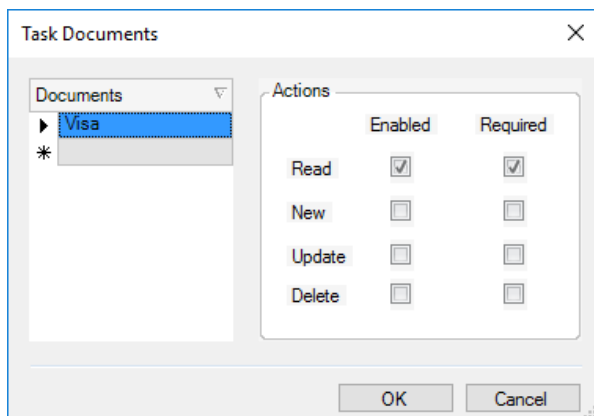 Task Documents
Documents
Visa
Actions
Enabled Required
Read
New
Update
Delete
OK Cancel